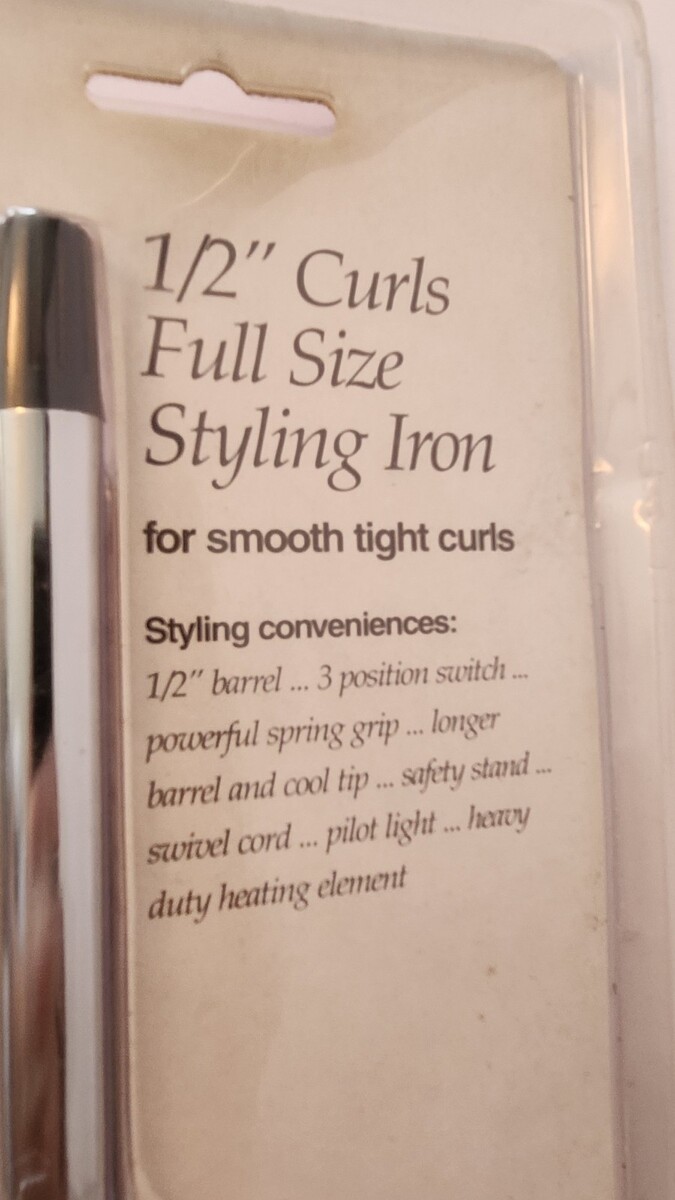 1/2" Curls
Full Size
Styling Iron
for smooth tight curls
Styling conveniences:
1/2" barrel ... 3 position switch ...
powerful spring grip ... longer
barrel and cool tip ... safety stand ...
swivel cord ... pilot light ... heavy
duty heating element